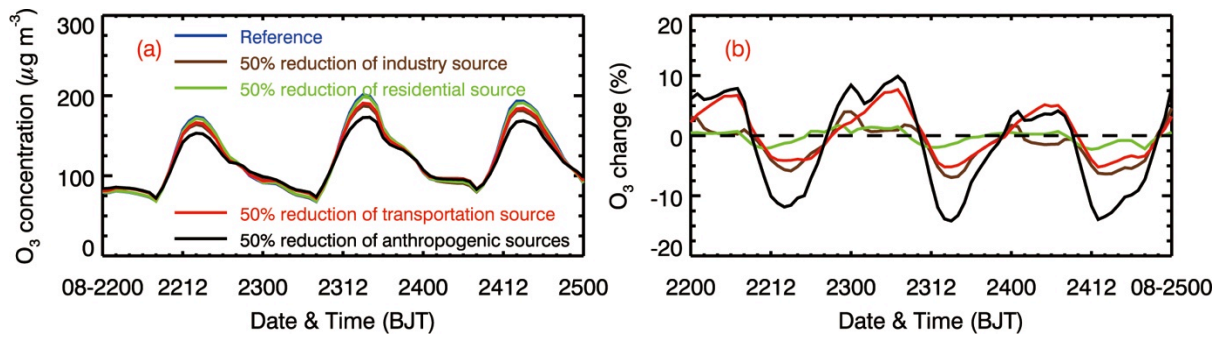 300
200
100
0
O3 concentration (μg m-3)
(a)
Reference
50% reduction of industry source
50% reduction of residential source
50% reduction of transportation source
50% reduction of anthropogenic sources
08-2200 2212 2300 2312 2400 2412 2500
Date & Time (BJT)
20
10
0
-10
-20
O3 change (%)
(b)
2200 2212 2300 2312 2400 2412 08-2500
Date & Time (BJT)